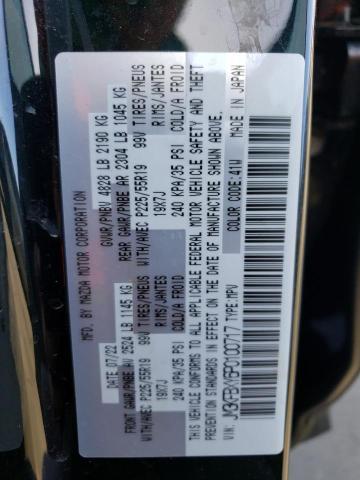 MFD. BY MAZDA MOTOR CORPORATION
DATE 07/22 GVWR/PNBV 4828 LB 2190 KG
FRONT GAWR/PNBE AV 2524 LB 1145 KG REAR GAWR/PNBE AR 2304 LB 1045 KG
WITH/AVEC P225/55R19 99V TIRES/PNEUS WITH/AVEC P225/55R19 99V TIRES/PNEUS
19X7J RIMS/JANTES 19X7J RIMS/JANTES
240 KPA/35 PSI COLD/A FROID 240 KPA/35 PSI COLD/A FROID
THIS VEHICLE CONFORMS TO ALL APPLICABLE FEDERAL MOTOR VEHICLE SAFETY AND THEFT
PREVENTION STANDARDS IN EFFECT ON THE DATE OF MANUFACTURE SHOWN ABOVE.
MADE IN JAPAN
TYPE: MPV COLOR CODE: 41W